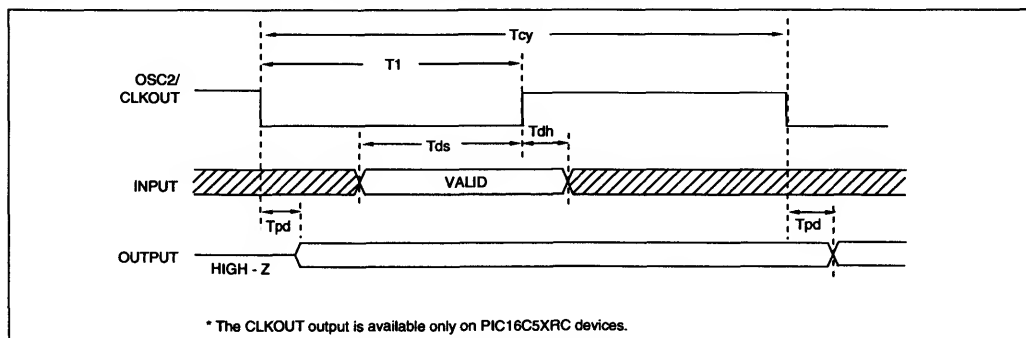 Tcy
T1
OSC2/
CLKOUT
Tds
Tdh
INPUT
VALID
Tpd
Tpd
OUTPUT
HIGH - Z
* The CLKOUT output is available only on PIC16C5XRC devices.